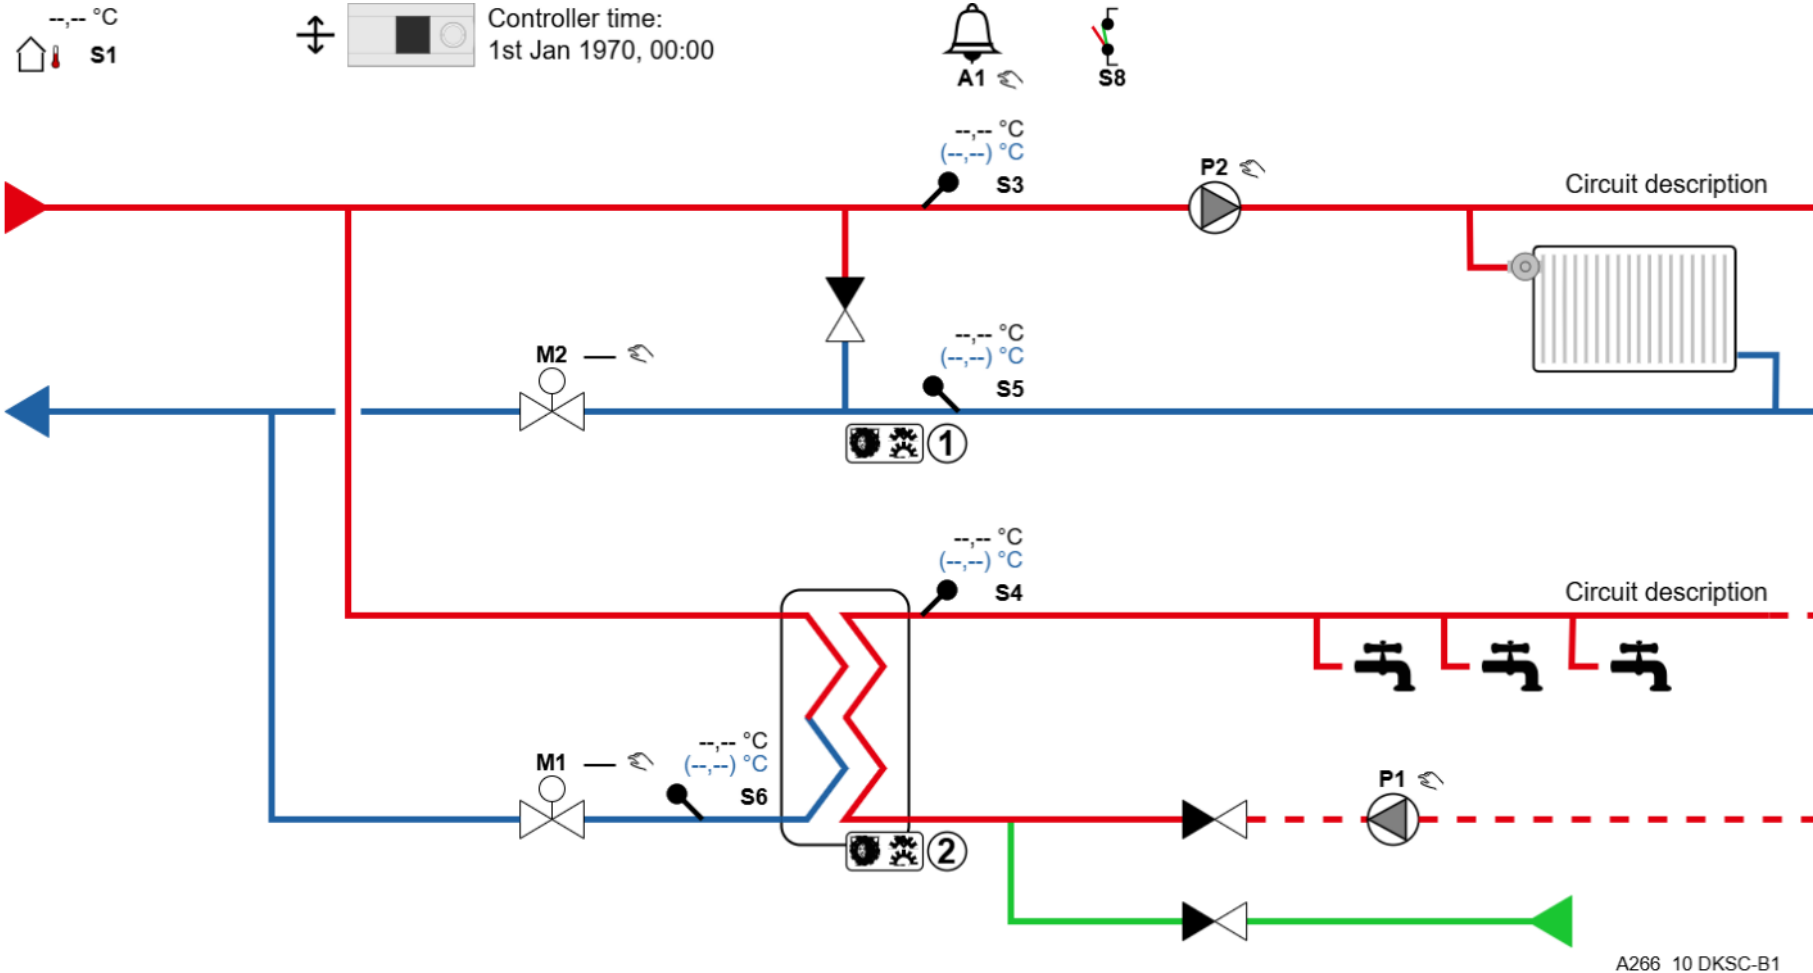 --,-- °C
S1
Controller time:
1st Jan 1970, 00:00
A1
S8
--,-- °C
(--,--) °C
S3
P2
Circuit description
M2
--,-- °C
(--,--) °C
S5
1
--,-- °C
(--,--) °C
S4
Circuit description
M1
--,-- °C
(--,--) °C
S6
P1
2
A266 10 DKSC-B1